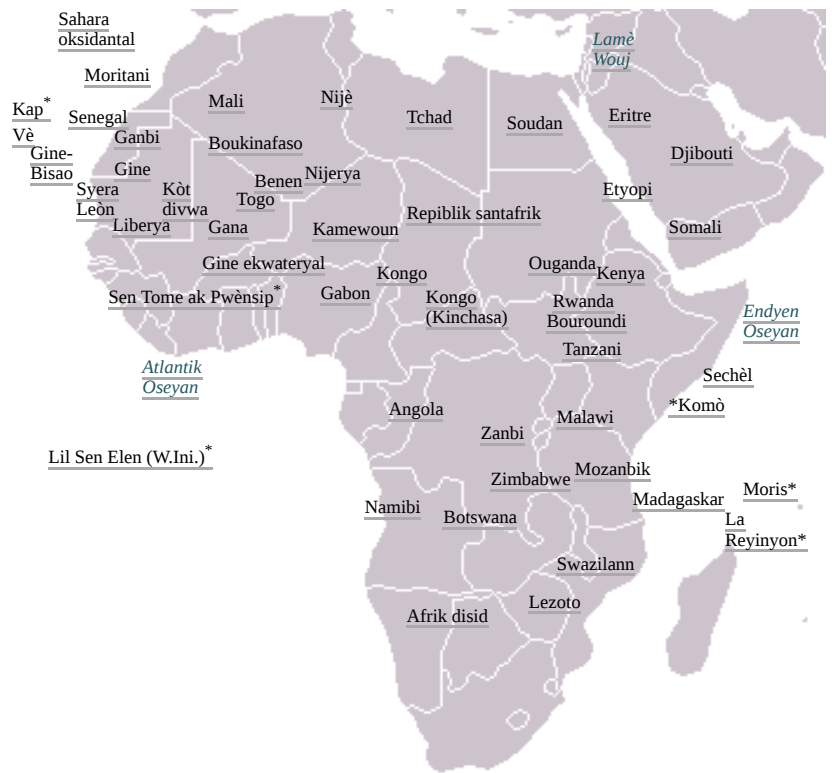 Sahara
oksidantal
Lamè
Wouj
Moritani
Mali
Nijè
Kap*
Vè
Senegal
Tchad
Soudan
Eritre
Ganbi
Boukinafaso
Djibouti
Gine-
Bisao
Gine
Benen
Nijerya
Syera
Leòn
Kòt
divwa
Togo
Etyopi
Repiblik santafrik
Liberya
Gana
Kamewoun
Somali
Gine ekwateryal
Kongo
Ouganda
Kenya
Sen Tome ak Pwènsip*
Gabon
Kongo
(Kinchasa)
Rwanda
Bouroundi
Endyen
Oseyan
Tanzani
Atlantik
Oseyan
Sechèl
Angola
Malawi
*Komò
Zanbi
Lil Sen Elen (W.Ini.)*
Zimbabwe
Mozanbik
Madagaskar
Moris*
Namibi
Botswana
La
Reyinyon*
Swazilann
Afrik disid
Lezoto